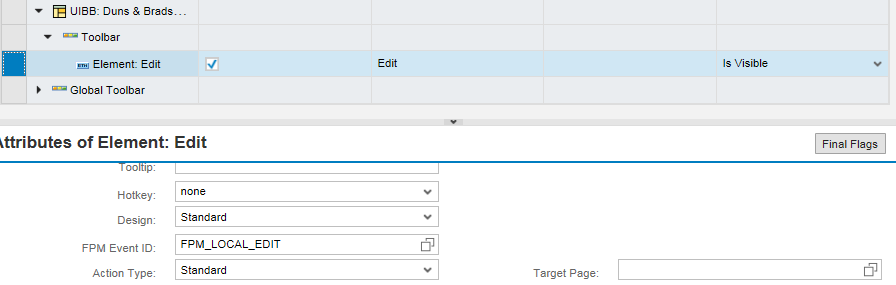 UIBB: Duns & Brads...
Toolbar
Element: Edit Edit Is Visible
Global Toolbar
Attributes of Element: Edit Final Flags
Tooltip:
Hotkey: none
Design: Standard
FPM Event ID: FPM_LOCAL_EDIT
Action Type: Standard Target Page: